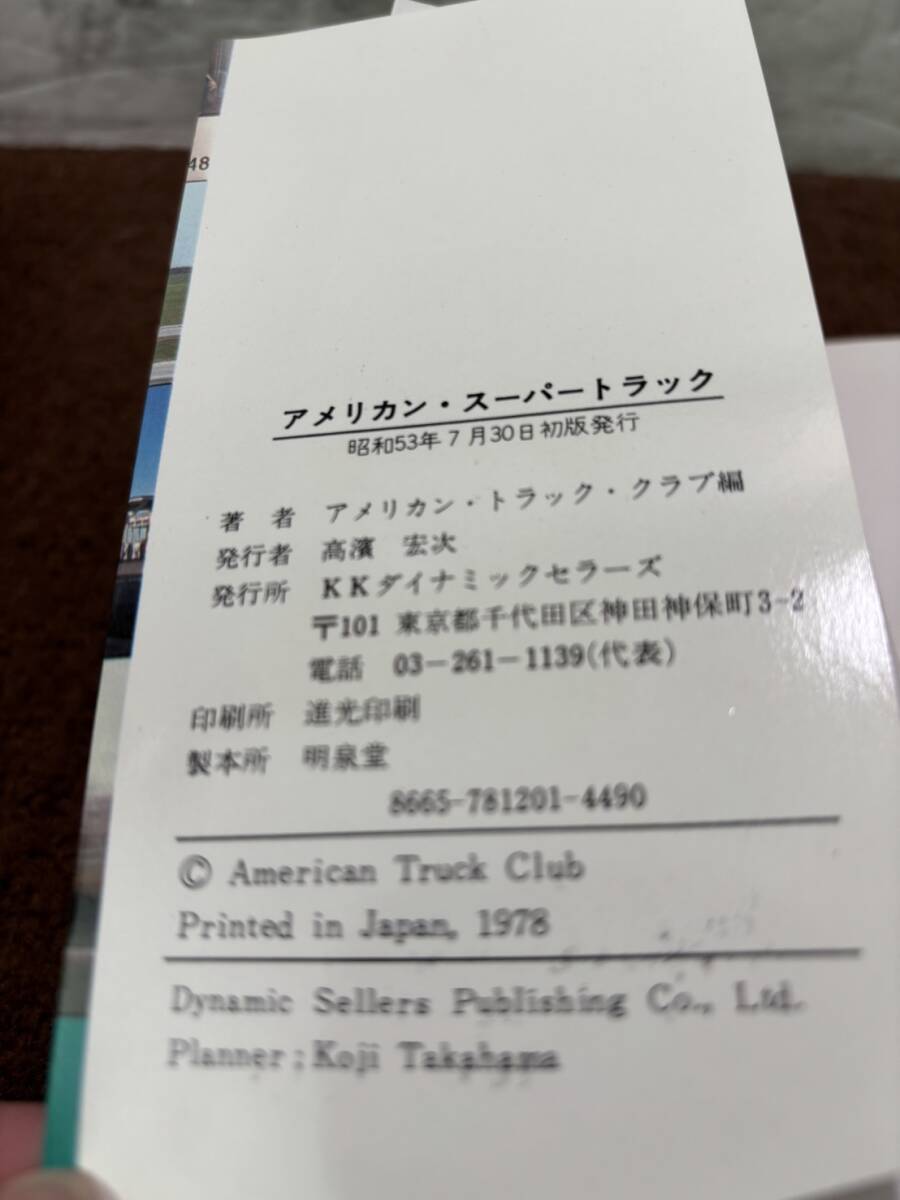 48
アメリカン・スーパートラック
昭和53年7月30日初版発行
著 者 アメリカン・トラック・クラブ編
発行者 高濱 宏次
発行所 KKダイナミックセラーズ
〒101 東京都千代田区神田神保町3-2
電話 03-261-1139(代表)
印刷所 進光印刷
製本所 明泉堂
8665-781201-4490
© American Truck Club
Printed in Japan, 1978
Dynamic Sellers Publishing Co., Ltd.
Planner ; Koji Takahama